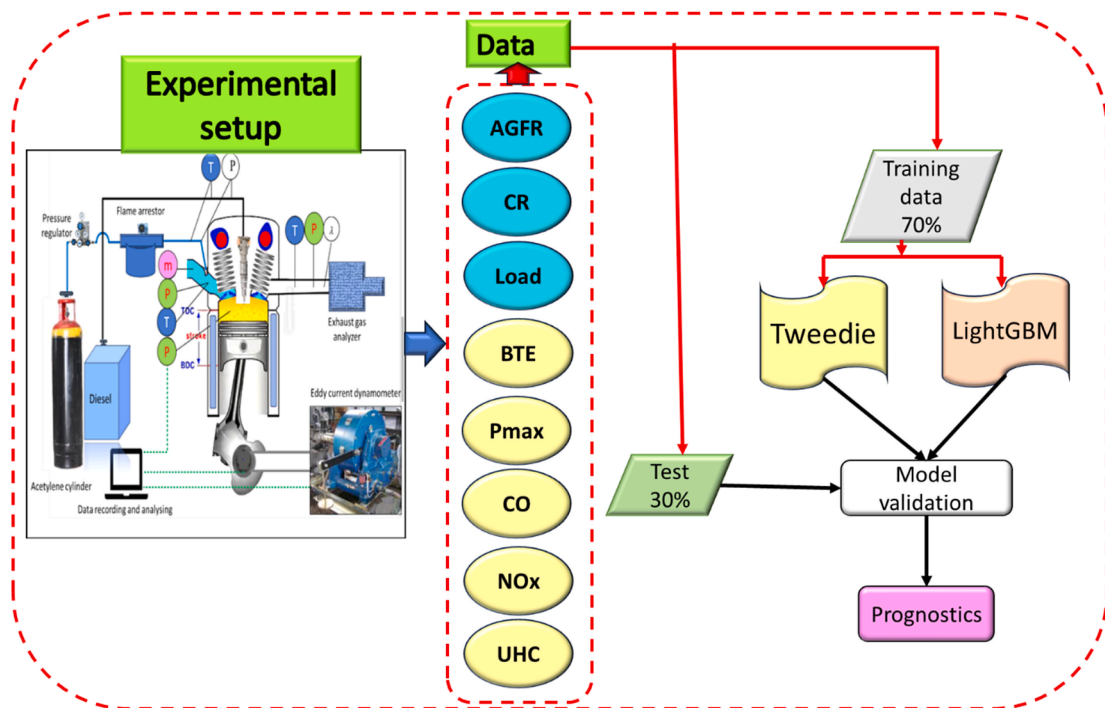 Experimental
setup
T
P
Pressure
regulator
Flame arrestor
T
P
λ
m
P
T
P
TDC
stroke
BDC
Exhaust gas
analyzer
Diesel
Eddy current dynamometer
Acetylene cylinder
Data recording and analysing
Data
AGFR
CR
Load
BTE
Pmax
CO
NOx
UHC
Training
data
70%
Tweedie
LightGBM
Test
30%
Model
validation
Prognostics